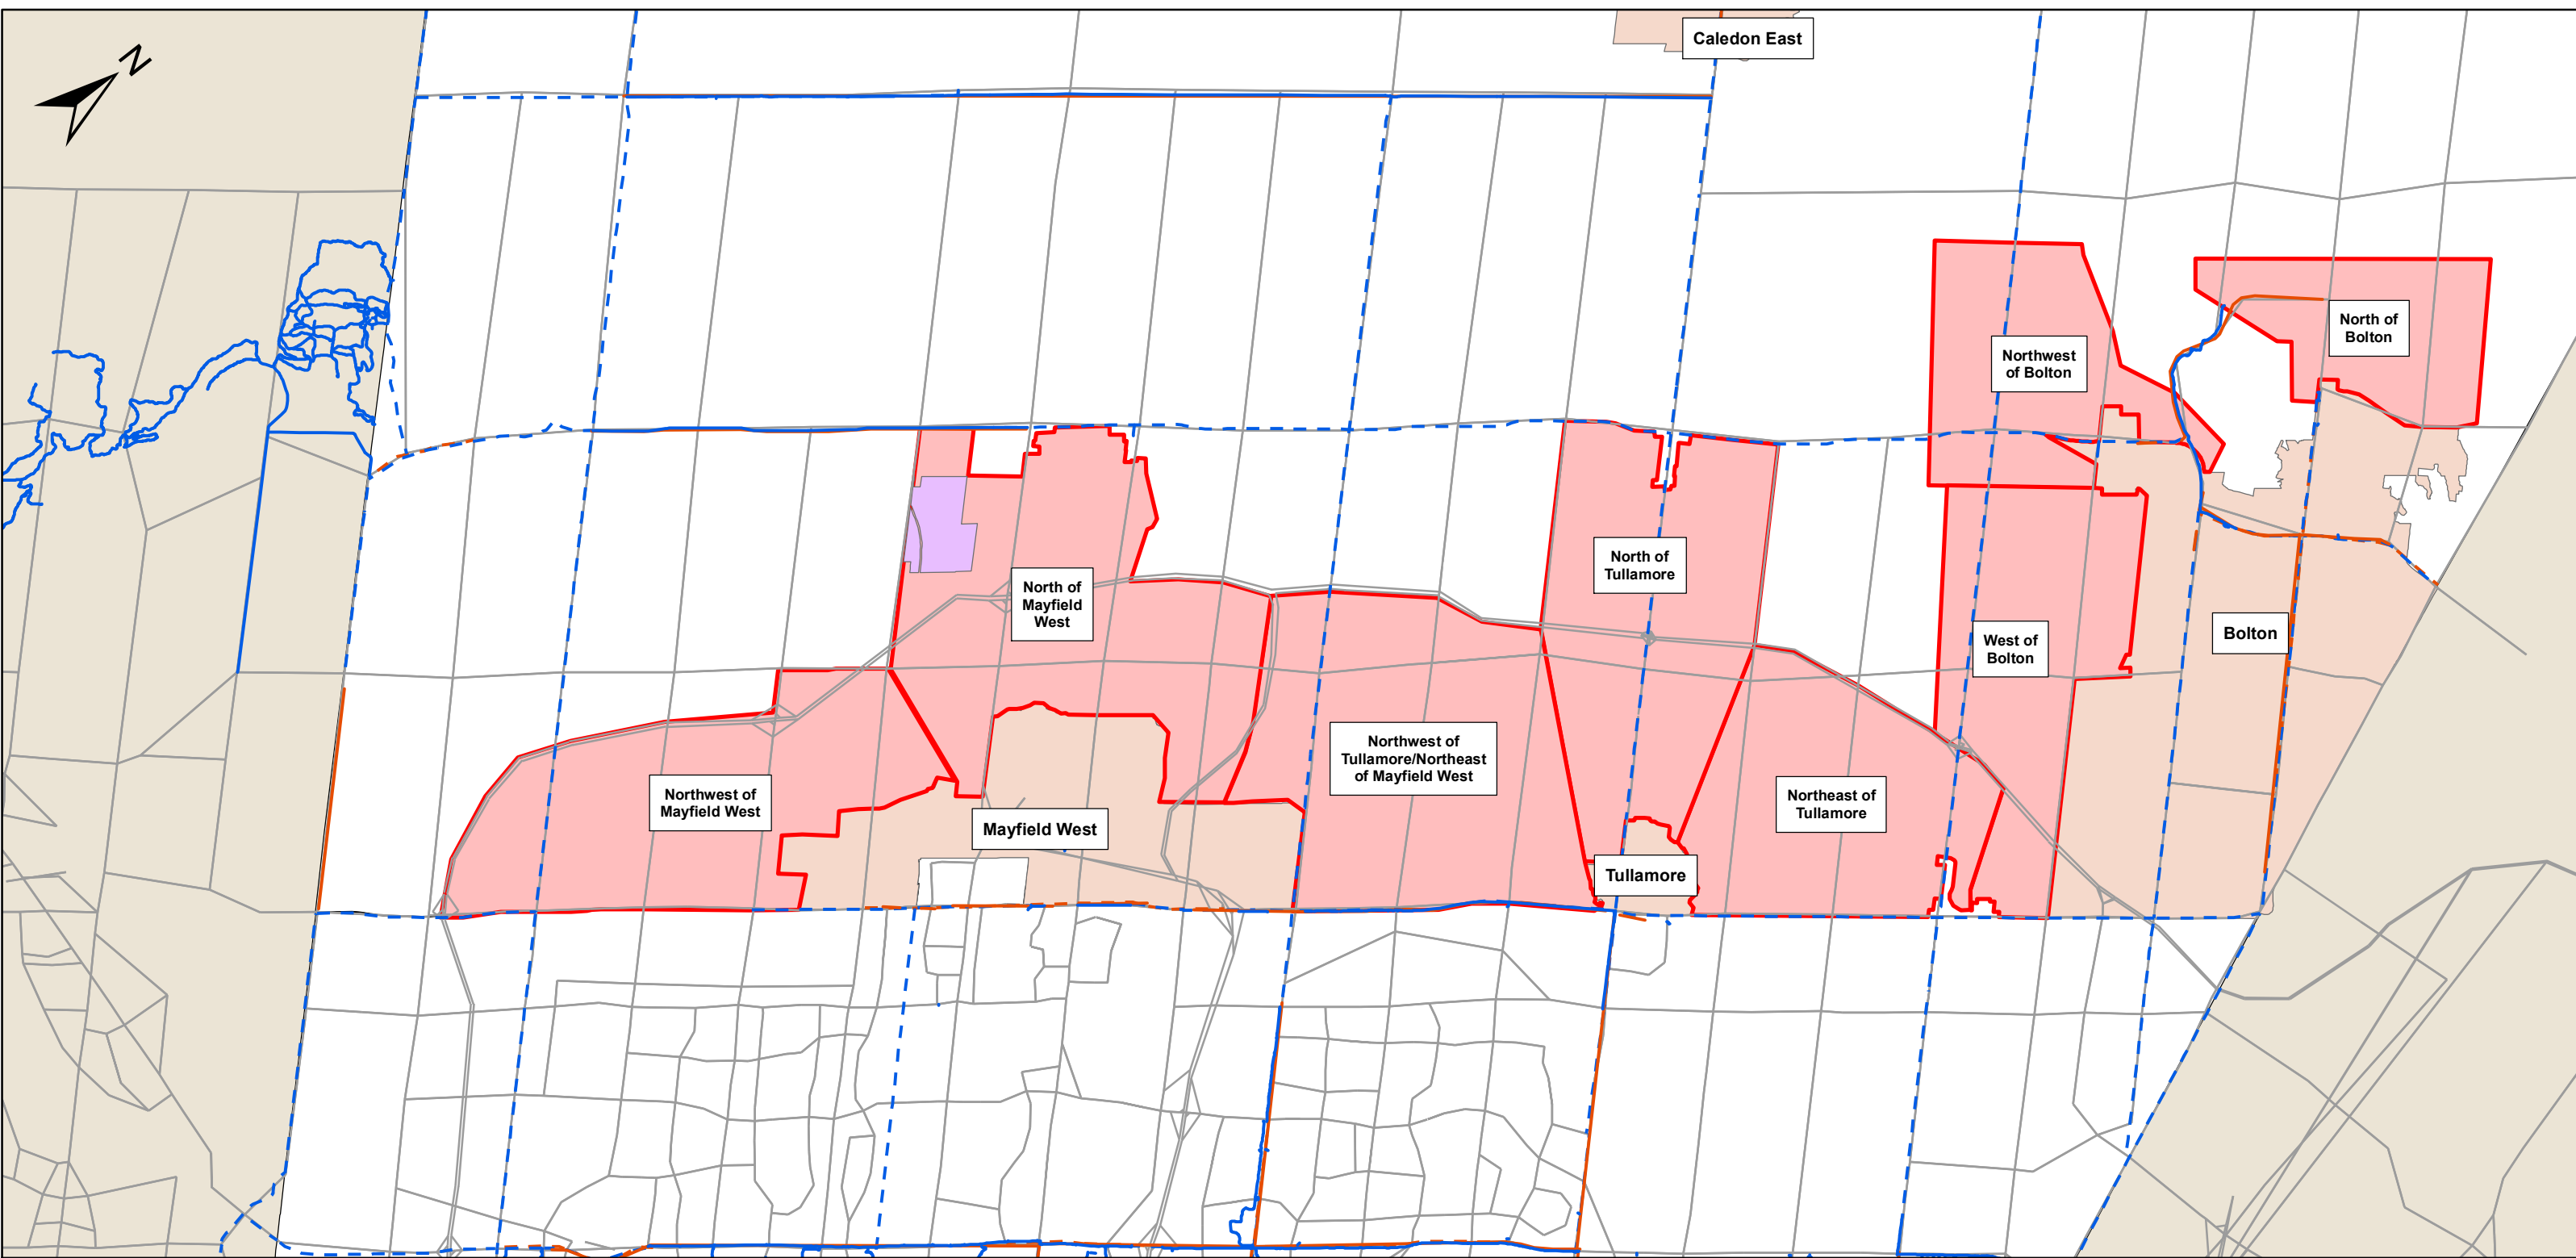 N
Caledon East
North of
Bolton
Northwest
of Bolton
North of
Tullamore
North of
Mayfield
West
Bolton
West of
Bolton
Northwest of
Tullamore/Northeast
of Mayfield West
Northwest of
Mayfield West
Northeast of
Tullamore
Mayfield West
Tullamore